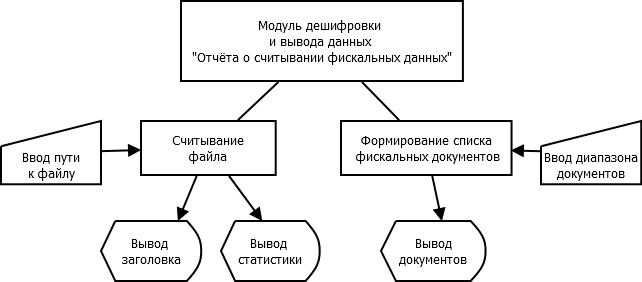 Модуль дешифровки
и вывода данных
"Отчёта о считывании фискальных данных"
Ввод пути
к файлу
Считывание
файла
Формирование списка
фискальных документов
Ввод диапазона
документов
Вывод
заголовка
Вывод
статистики
Вывод
документов